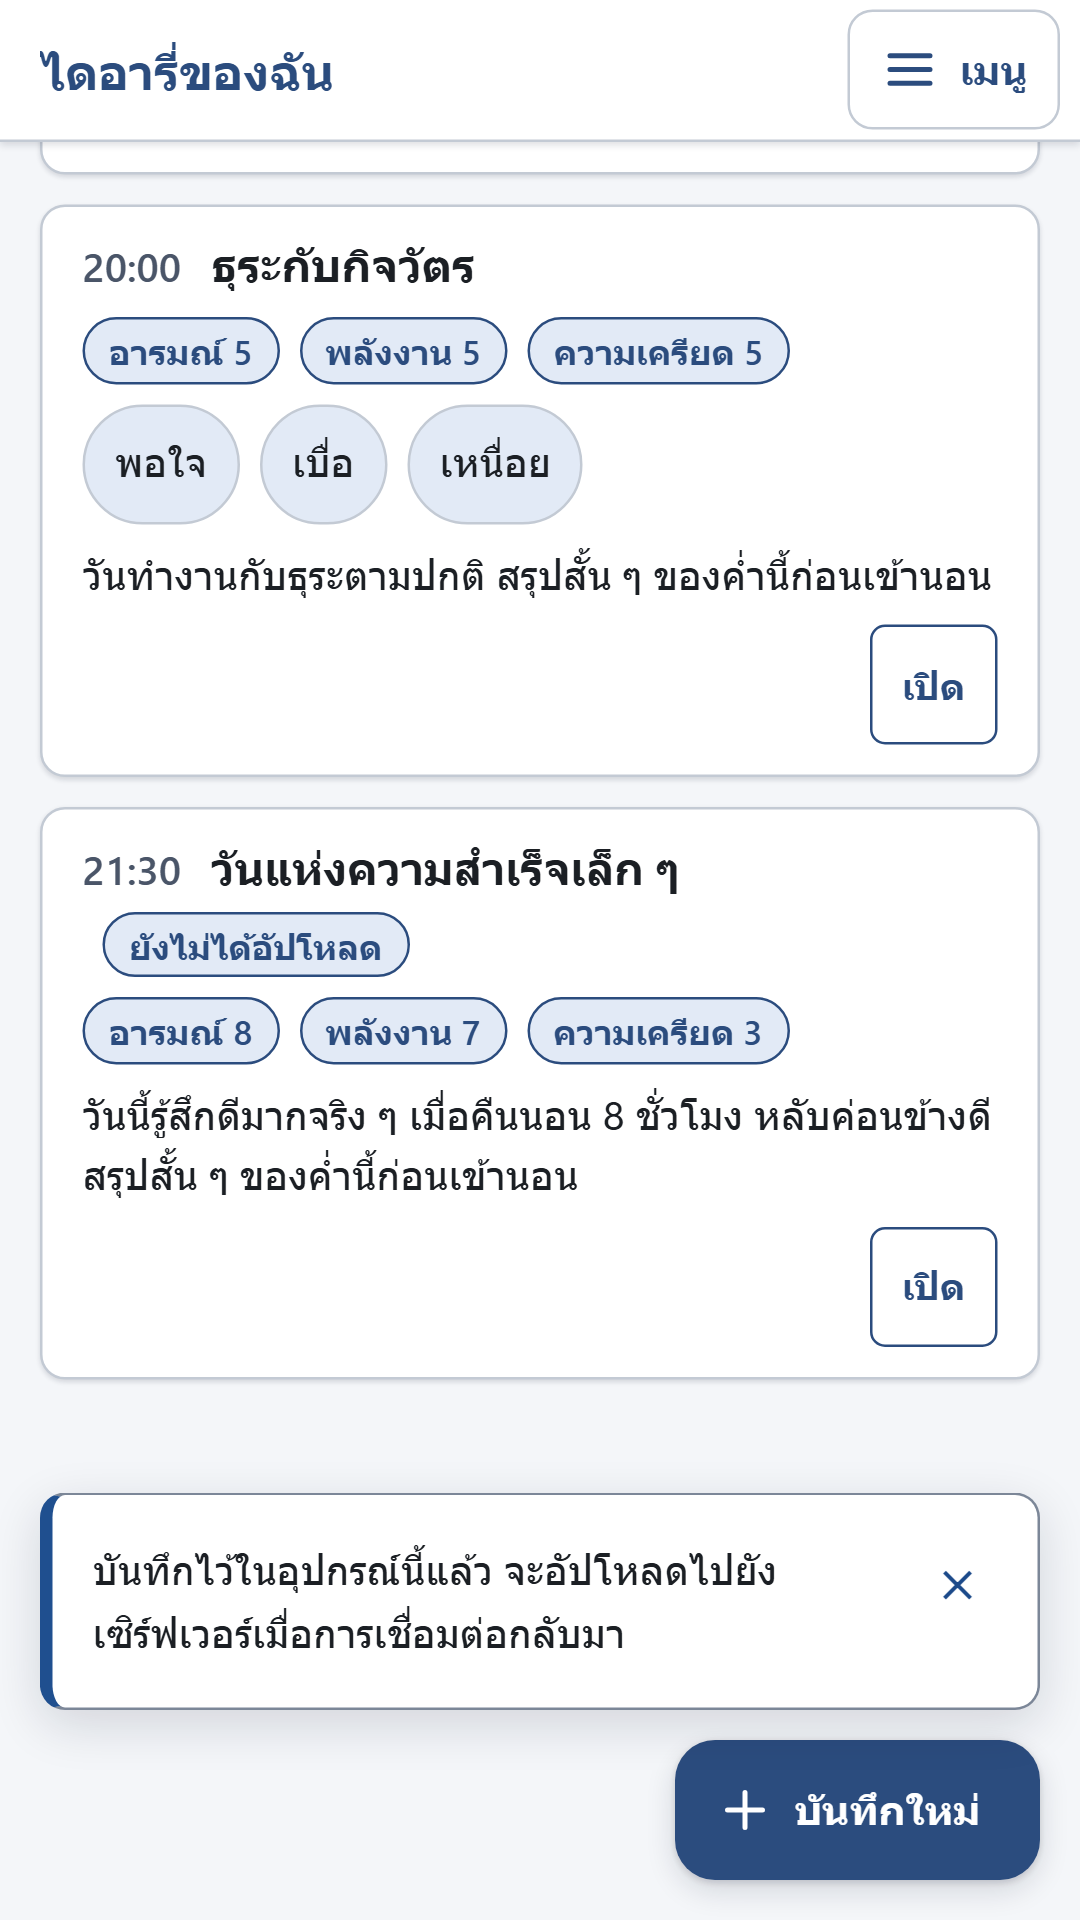 ไดอารี่ของฉัน
เมนู
20:00 ธุระกับกิจวัตร
อารมณ์ 5 พลังงาน 5 ความเครียด 5
พอใจ เบื่อ เหนื่อย
วันทำงานกับธุระตามปกติ สรุปสั้น ๆ ของค่ำนี้ก่อนเข้านอน
เปิด
21:30 วันแห่งความสำเร็จเล็ก ๆ
ยังไม่ได้อัปโหลด
อารมณ์ 8 พลังงาน 7 ความเครียด 3
วันนี้รู้สึกดีมากจริง ๆ เมื่อคืนนอน 8 ชั่วโมง หลับค่อนข้างดี
สรุปสั้น ๆ ของค่ำนี้ก่อนเข้านอน
เปิด
บันทึกไว้ในอุปกรณ์นี้แล้ว จะอัปโหลดไปยัง
เซิร์ฟเวอร์เมื่อการเชื่อมต่อกลับมา
บันทึกใหม่